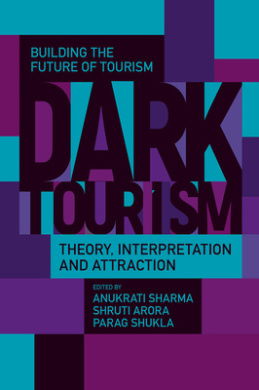 BUILDING THE
FUTURE OF TOURISM
DARK
TOURISM
THEORY, INTERPRETATION
AND ATTRACTION
EDITED BY
ANUKRATI SHARMA
SHRUTI ARORA
PARAG SHUKLA